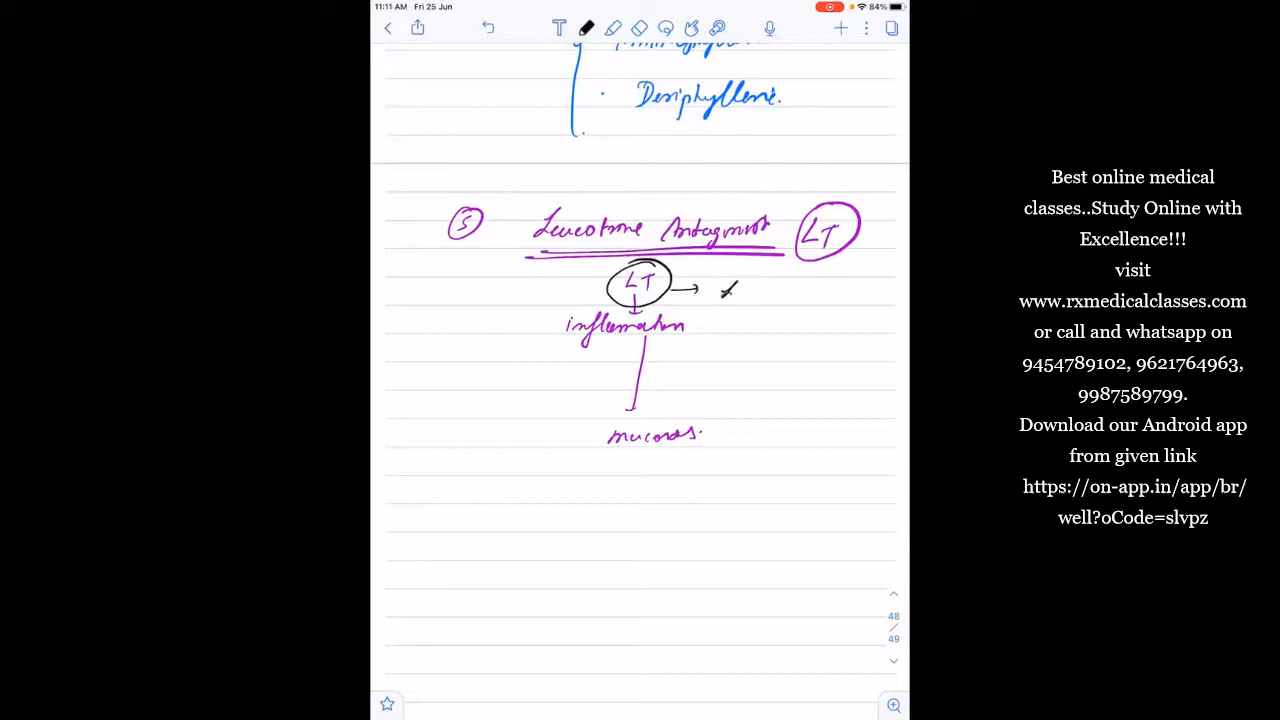 11:11 AM Fri 25 Jun
84%
Deriphylline.
5 Leucotrine Antagonist LT
LT
inflammation
mucoras.
48
/
49
Best online medical
classes..Study Online with
Excellence!!!
visit
www.rxmedicalclasses.com
or call and whatsapp on
9454789102, 9621764963,
9987589799.
Download our Android app
from given link
https://on-app.in/app/br/
well?oCode=slvpz